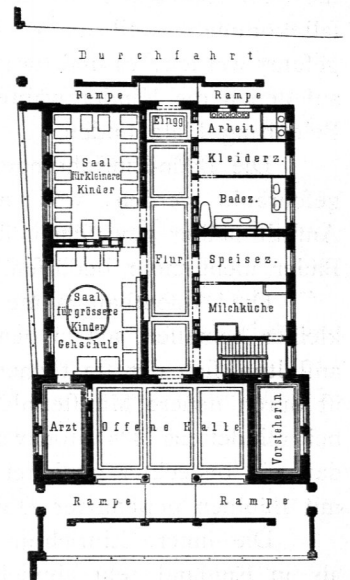 Durchfahrt
Rampe Rampe
Eingg
Arbeit
Saal
für kleinere
Kinder
Kleiderz.
Badez.
Flur
Speisez.
Saal
für grössere
Kinder
Gehschule
Milchküche
Arzt
Offene Halle
Vorsteherin
Rampe Rampe